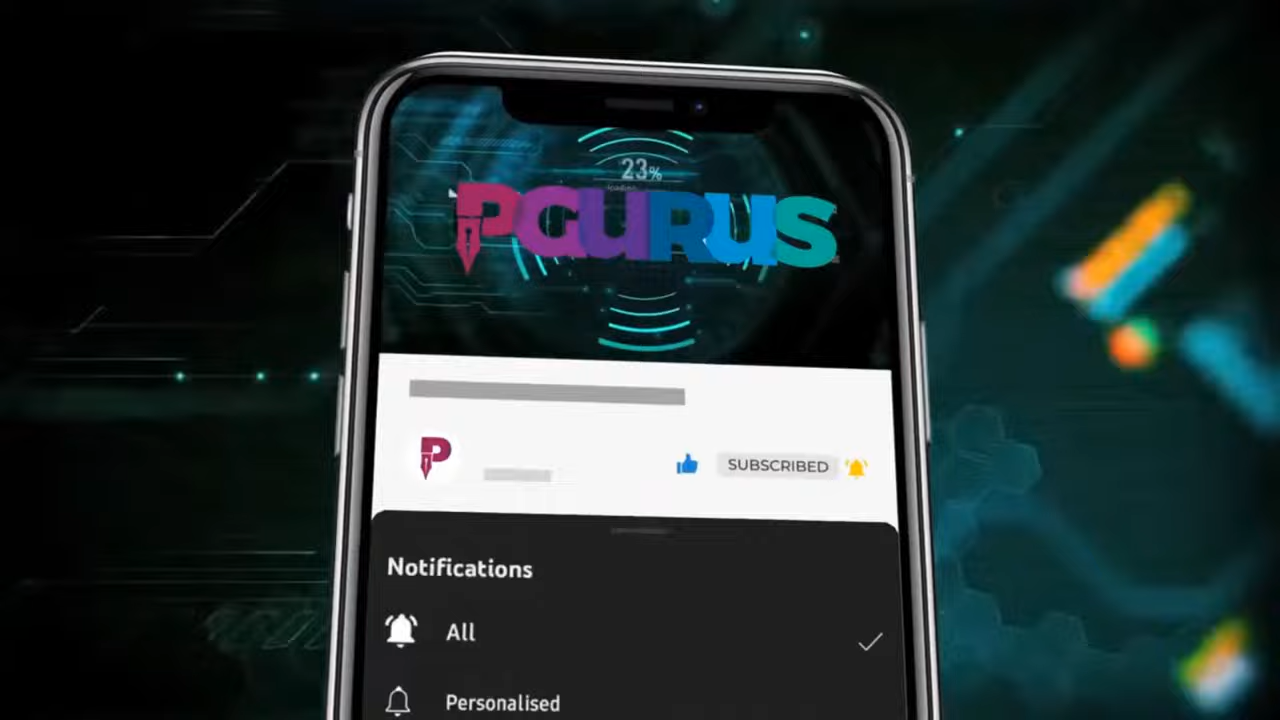 23%
PGURUS
P
SUBSCRIBED
Notifications
All
Personalised